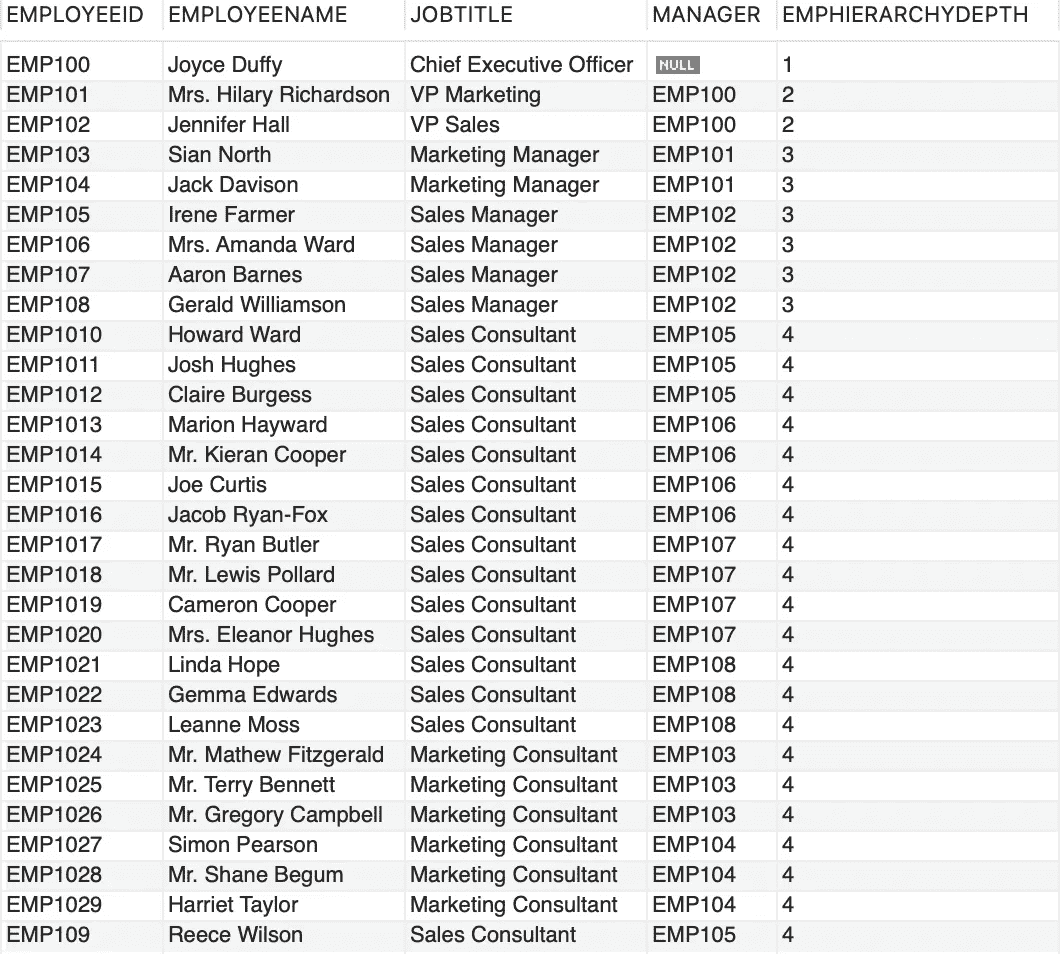 EMPLOYEEID EMPLOYEENAME JOBTITLE MANAGER EMPHIERARCHYDEPTH
EMP100 Joyce Duffy Chief Executive Officer NULL 1
EMP101 Mrs. Hilary Richardson VP Marketing EMP100 2
EMP102 Jennifer Hall VP Sales EMP100 2
EMP103 Sian North Marketing Manager EMP101 3
EMP104 Jack Davison Marketing Manager EMP101 3
EMP105 Irene Farmer Sales Manager EMP102 3
EMP106 Mrs. Amanda Ward Sales Manager EMP102 3
EMP107 Aaron Barnes Sales Manager EMP102 3
EMP108 Gerald Williamson Sales Manager EMP102 3
EMP1010 Howard Ward Sales Consultant EMP105 4
EMP1011 Josh Hughes Sales Consultant EMP105 4
EMP1012 Claire Burgess Sales Consultant EMP105 4
EMP1013 Marion Hayward Sales Consultant EMP106 4
EMP1014 Mr. Kieran Cooper Sales Consultant EMP106 4
EMP1015 Joe Curtis Sales Consultant EMP106 4
EMP1016 Jacob Ryan-Fox Sales Consultant EMP106 4
EMP1017 Mr. Ryan Butler Sales Consultant EMP107 4
EMP1018 Mr. Lewis Pollard Sales Consultant EMP107 4
EMP1019 Cameron Cooper Sales Consultant EMP107 4
EMP1020 Mrs. Eleanor Hughes Sales Consultant EMP107 4
EMP1021 Linda Hope Sales Consultant EMP108 4
EMP1022 Gemma Edwards Sales Consultant EMP108 4
EMP1023 Leanne Moss Sales Consultant EMP108 4
EMP1024 Mr. Mathew Fitzgerald Marketing Consultant EMP103 4
EMP1025 Mr. Terry Bennett Marketing Consultant EMP103 4
EMP1026 Mr. Gregory Campbell Marketing Consultant EMP103 4
EMP1027 Simon Pearson Marketing Consultant EMP104 4
EMP1028 Mr. Shane Begum Marketing Consultant EMP104 4
EMP1029 Harriet Taylor Marketing Consultant EMP104 4
EMP109 Reece Wilson Sales Consultant EMP105 4